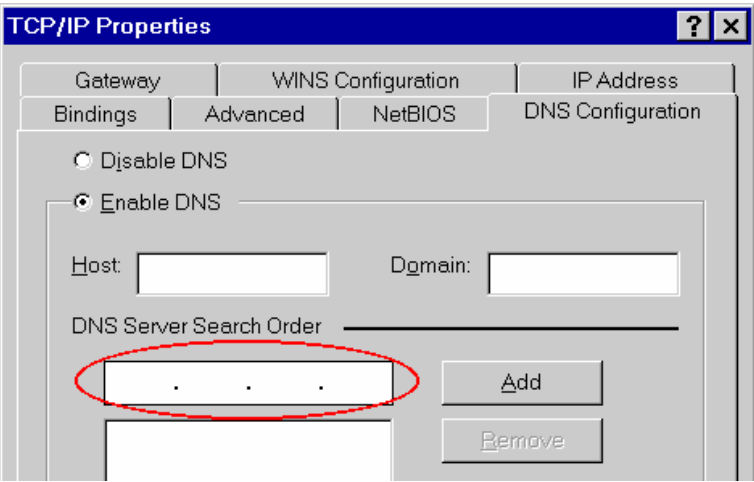 TCP/IP Properties ? ×
Gateway WINS Configuration IP Address
Bindings Advanced NetBIOS DNS Configuration
Disable DNS
Enable DNS
Host: Domain:
DNS Server Search Order
. . . Add
Remove